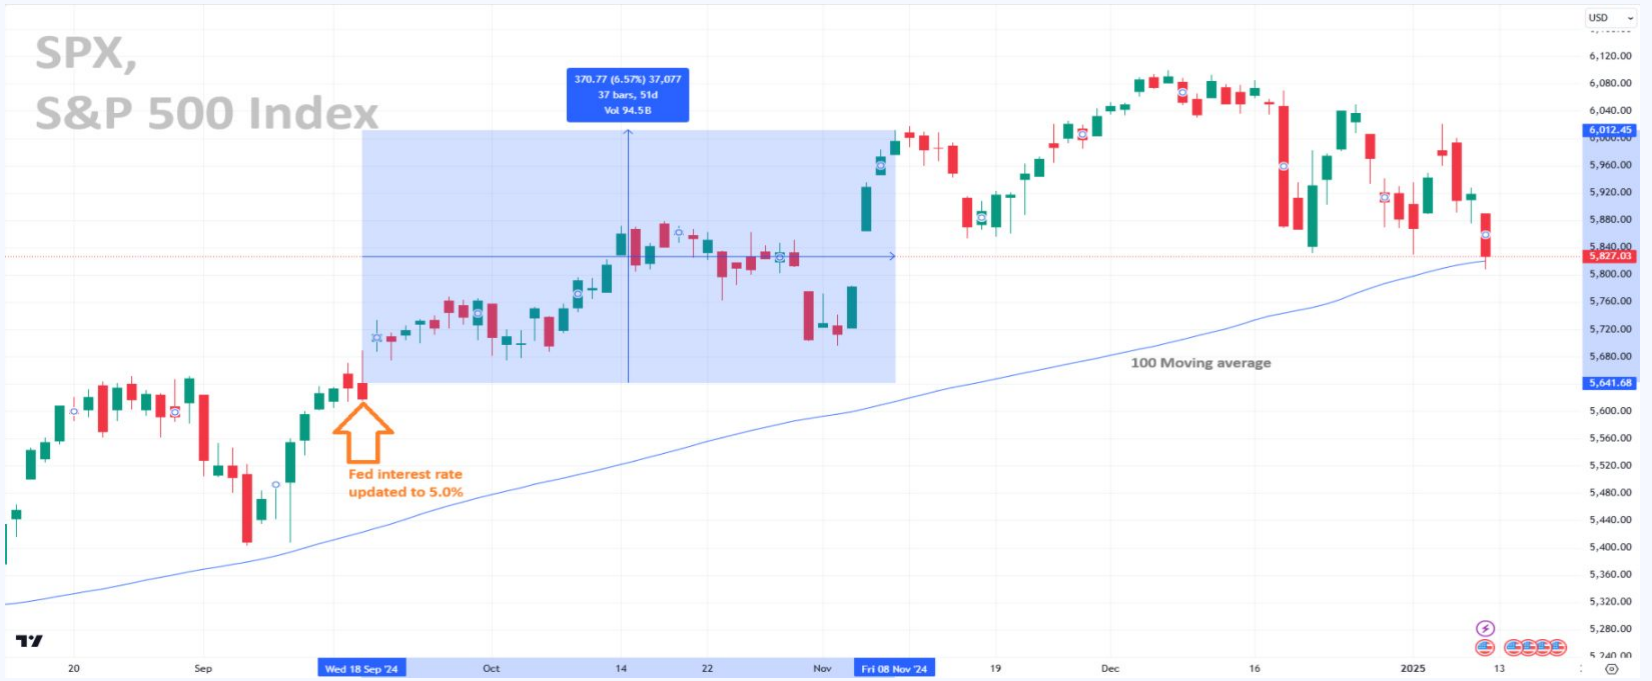 SPX,
S&P 500 Index
370.77 (6.57%) 37,077
37 bars, 51d
Vol 94.5B
Fed interest rate
updated to 5.0%
100 Moving average
USD
6,120.00
6,080.00
6,040.00
6,012.45
5,960.00
5,920.00
5,880.00
5,840.00
5,827.03
5,800.00
5,760.00
5,720.00
5,680.00
5,641.68
5,600.00
5,560.00
5,520.00
5,480.00
5,440.00
5,400.00
5,360.00
5,320.00
5,280.00
5,240.00
20 Sep Wed 18 Sep '24 Oct 14 22 Nov Fri 08 Nov '24 19 Dec 16 2025 13